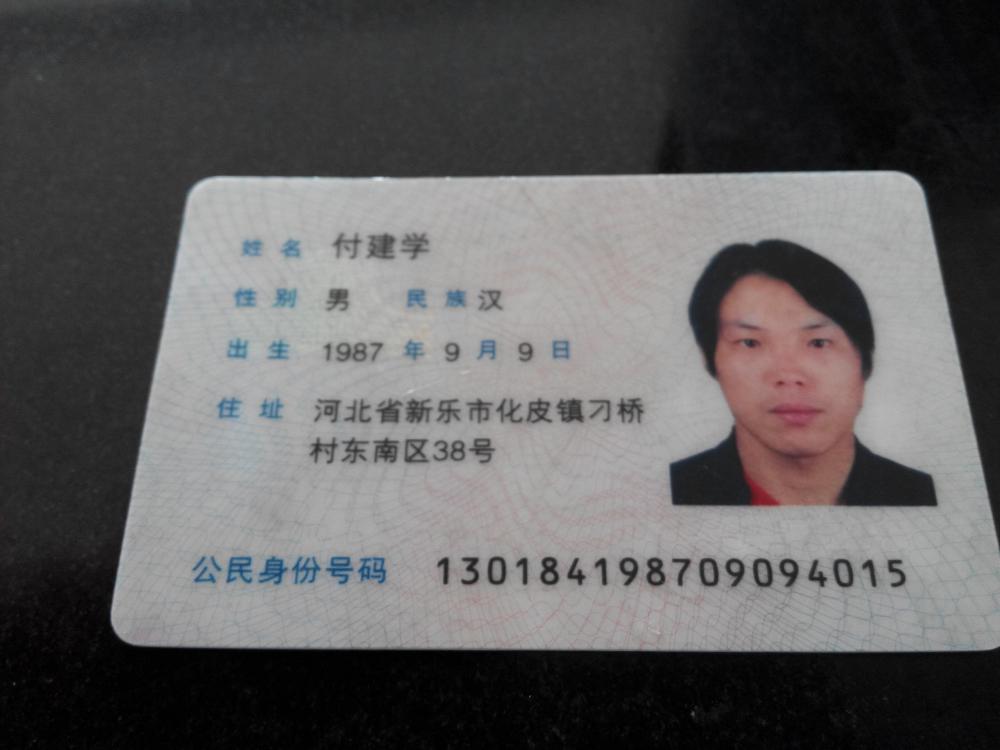 姓名 付建学
性别 男 民族 汉
出生 1987 年 9 月 9 日
住址 河北省新乐市化皮镇刁桥
村东南区38号
公民身份号码 130184198709094015